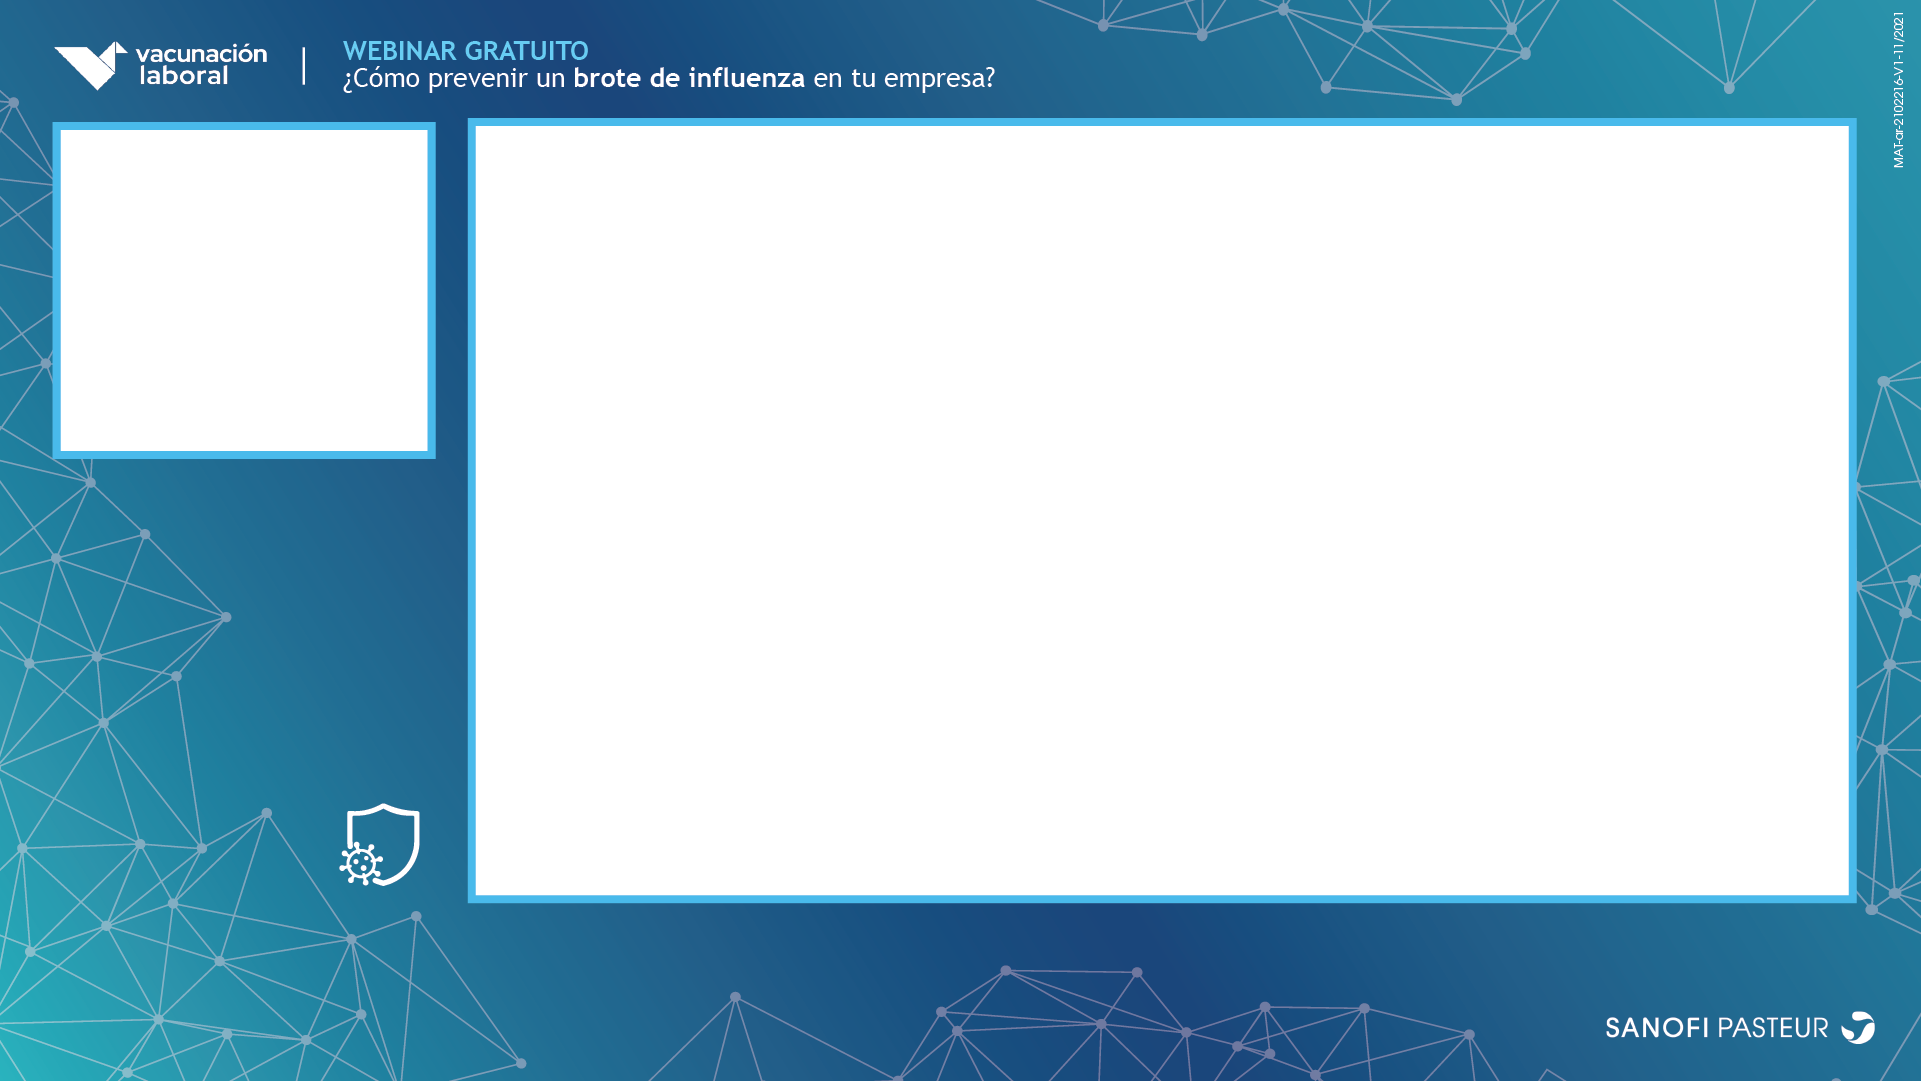 vacunación
laboral
WEBINAR GRATUITO
¿Cómo prevenir un brote de influenza en tu empresa?
MAT-ar-2102216-V1-11/2021
SANOFI PASTEUR